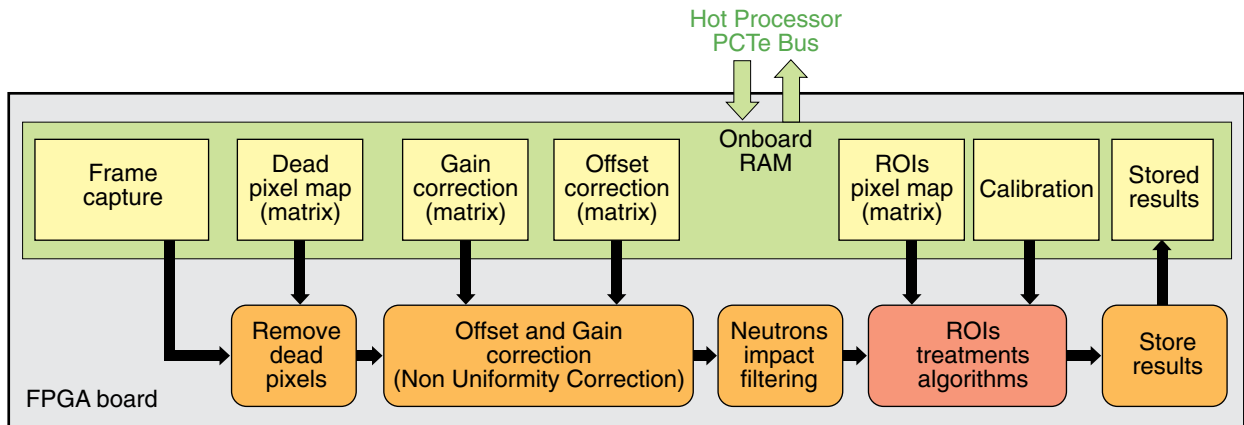 Hot Processor
PCTe Bus
Onboard
RAM
Frame
capture
Dead
pixel map
(matrix)
Gain
correction
(matrix)
Offset
correction
(matrix)
ROIs
pixel map
(matrix)
Calibration
Stored
results
Remove
dead
pixels
Offset and Gain
correction
(Non Uniformity Correction)
Neutrons
impact
filtering
ROIs
treatments
algorithms
Store
results
FPGA board